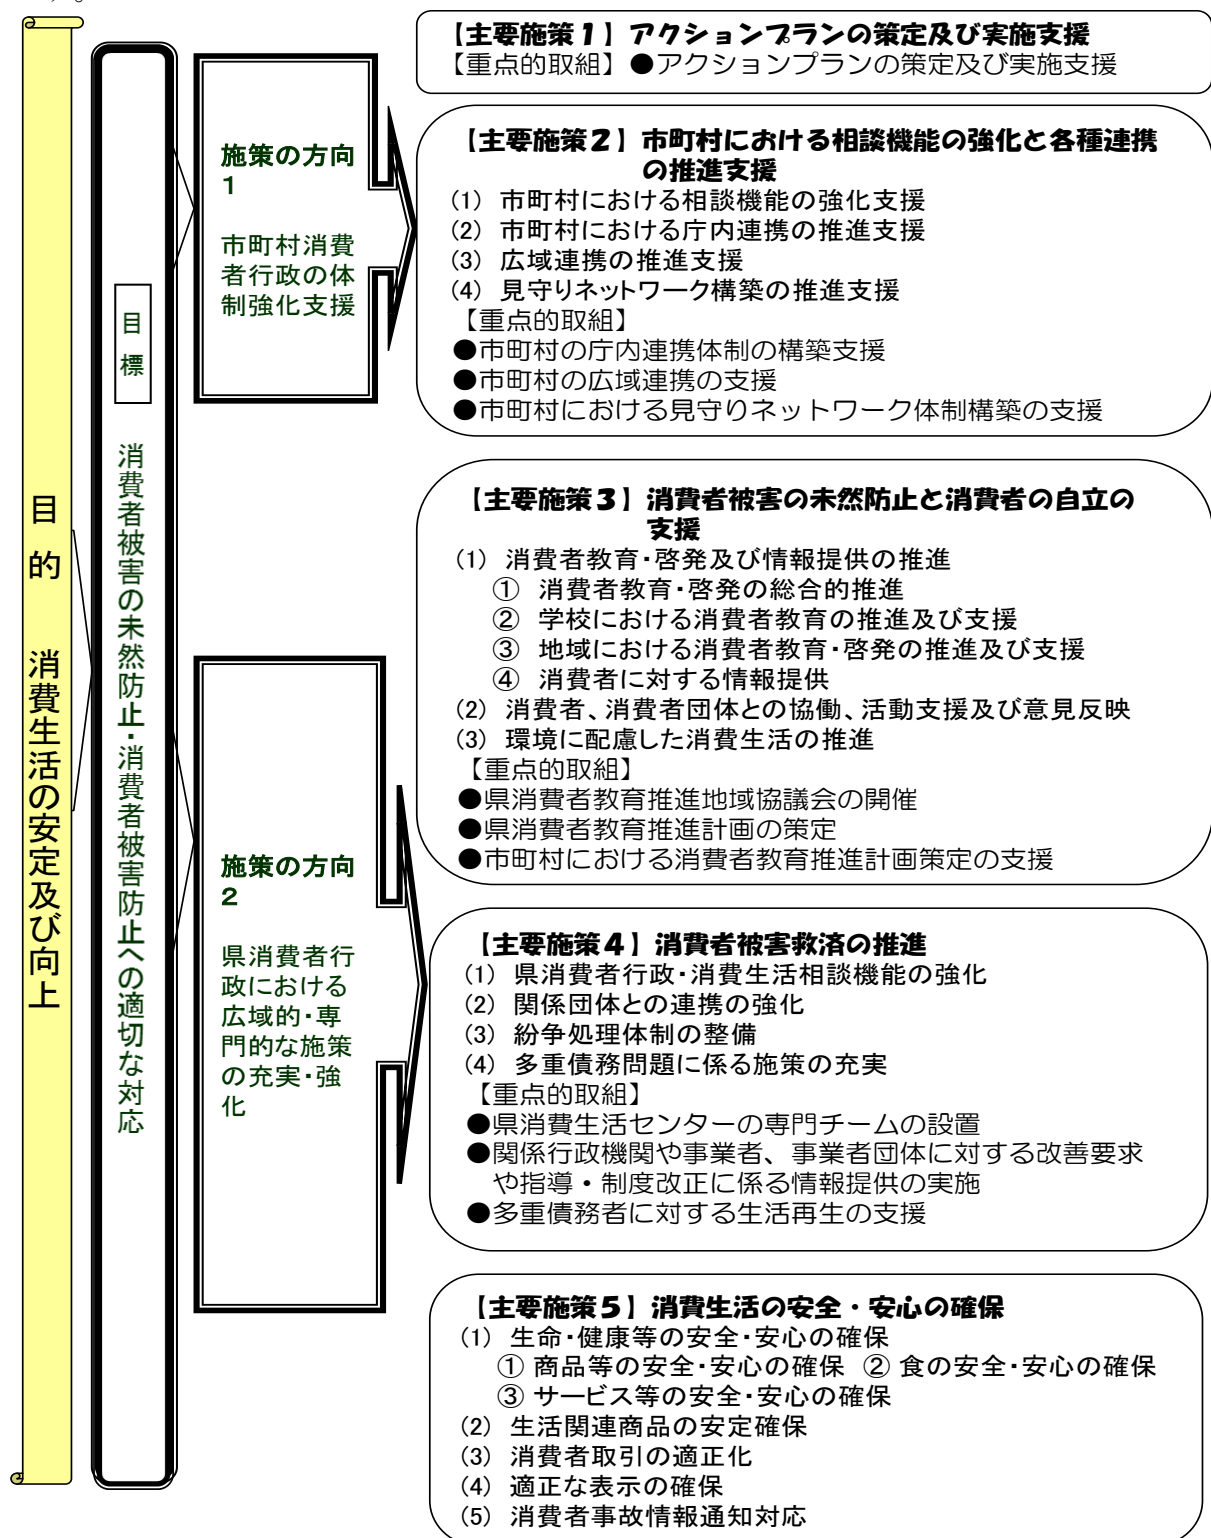 目的　消費生活の安定及び向上
目標
消費者被害の未然防止・消費者被害防止への適切な対応
施策の方向
1
市町村消費
者行政の体
制強化支援
【主要施策1】アクションプランの策定及び実施支援
【重点的取組】●アクションプランの策定及び実施支援
【主要施策2】市町村における相談機能の強化と各種連携
の推進支援
(1) 市町村における相談機能の強化支援
(2) 市町村における庁内連携の推進支援
(3) 広域連携の推進支援
(4) 見守りネットワーク構築の推進支援
【重点的取組】
●市町村の庁内連携体制の構築支援
●市町村の広域連携の支援
●市町村における見守りネットワーク体制構築の支援
施策の方向
2
県消費者行
政における
広域的・専
門的な施策
の充実・強
化
【主要施策3】消費者被害の未然防止と消費者の自立の
支援
(1) 消費者教育・啓発及び情報提供の推進
① 消費者教育・啓発の総合的推進
② 学校における消費者教育の推進及び支援
③ 地域における消費者教育・啓発の推進及び支援
④ 消費者に対する情報提供
(2) 消費者、消費者団体との協働、活動支援及び意見反映
(3) 環境に配慮した消費生活の推進
【重点的取組】
●県消費者教育推進地域協議会の開催
●県消費者教育推進計画の策定
●市町村における消費者教育推進計画策定の支援
【主要施策4】消費者被害救済の推進
(1) 県消費者行政・消費生活相談機能の強化
(2) 関係団体との連携の強化
(3) 紛争処理体制の整備
(4) 多重債務問題に係る施策の充実
【重点的取組】
●県消費生活センターの専門チームの設置
●関係行政機関や事業者、事業者団体に対する改善要求
や指導・制度改正に係る情報提供の実施
●多重債務者に対する生活再生の支援
【主要施策5】消費生活の安全・安心の確保
(1) 生命・健康等の安全・安心の確保
① 商品等の安全・安心の確保 ② 食の安全・安心の確保
③ サービス等の安全・安心の確保
(2) 生活関連商品の安定確保
(3) 消費者取引の適正化
(4) 適正な表示の確保
(5) 消費者事故情報通知対応